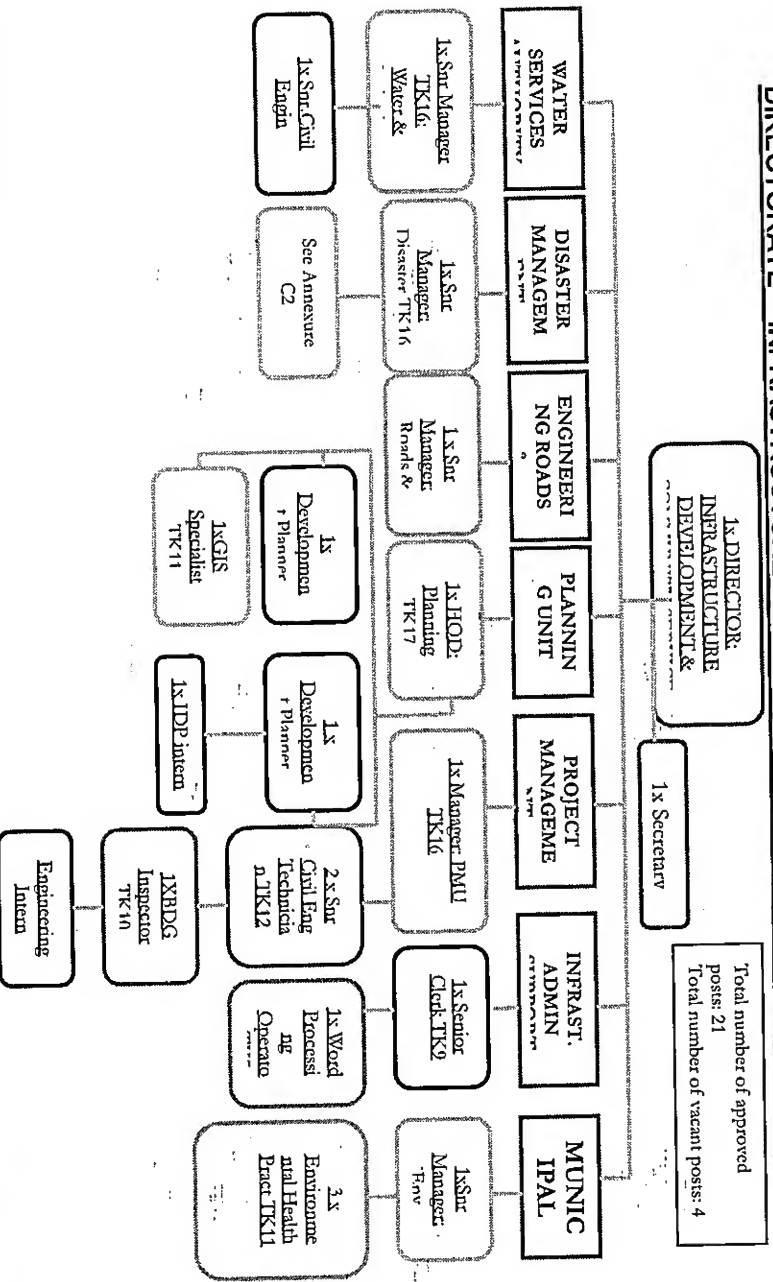 DIRECTORATE INFRASTRUCTURE
Total number of approved
posts: 21
Total number of vacant posts: 4
1x DIRECTOR:
INFRASTRUCTURE
DEVELOPMENT &
1x Secretary
WATER
SERVICES
DISASTER
MANAGEM
ENT
ENGINEERI
NG ROADS
PLANNIN
G UNIT
PROJECT
MANAGEME
NT
INFRAST.
ADMIN
SUPPORT
MUNIC
IPAL
1x Snr Manager
TK16:
Water &
1x Snr
Manager:
Disaster TK16
1x Snr
Manager:
Roads &
1x HOD:
Planning
TK17
1x Manager: PMU
TK16
1x Senior
Clerk TK9
1xSnr
Manager:
Env
1x Snr.Civil
Engin
See Annexure
C2
1x
Developmen
t Planner
1x
Developmen
t Planner
2 x Snr
Civil Eng
Technicia
n TK12
1x Word
Processi
ng
Operato
3 x
Environme
ntal Health
Pract TK11
1xGIS
Specialist
TK11
1x IDP intern
1XBDG
Inspector
TK10
Engineering
Intern